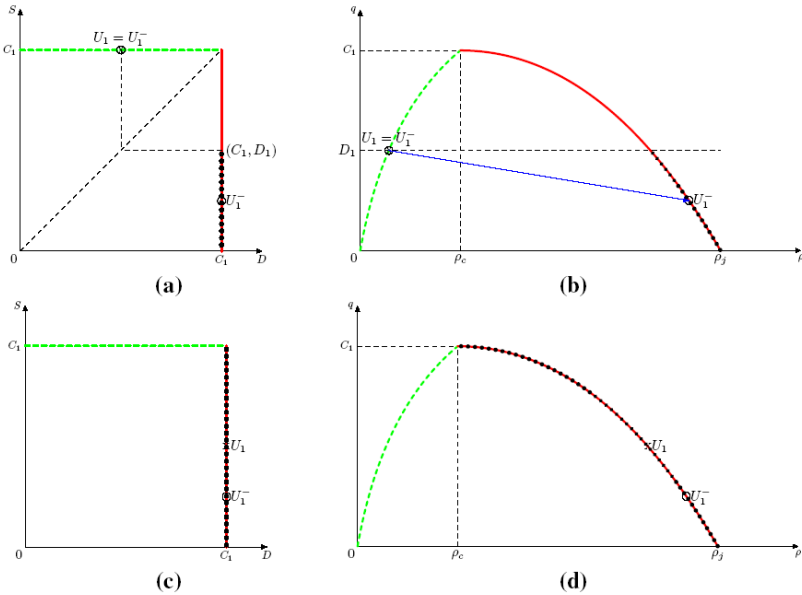 S
C₁
U₁ = U₁⁻
(C₁, D₁)
U₁⁻
0
C₁
D
(a)
q
C₁
D₁
U₁ = U₁⁻
U₁⁻
0
ρc
ρj
ρ
(b)
S
C₁
U₁
U₁⁻
0
C₁
D
(c)
q
C₁
U₁
U₁⁻
0
ρc
ρj
ρ
(d)